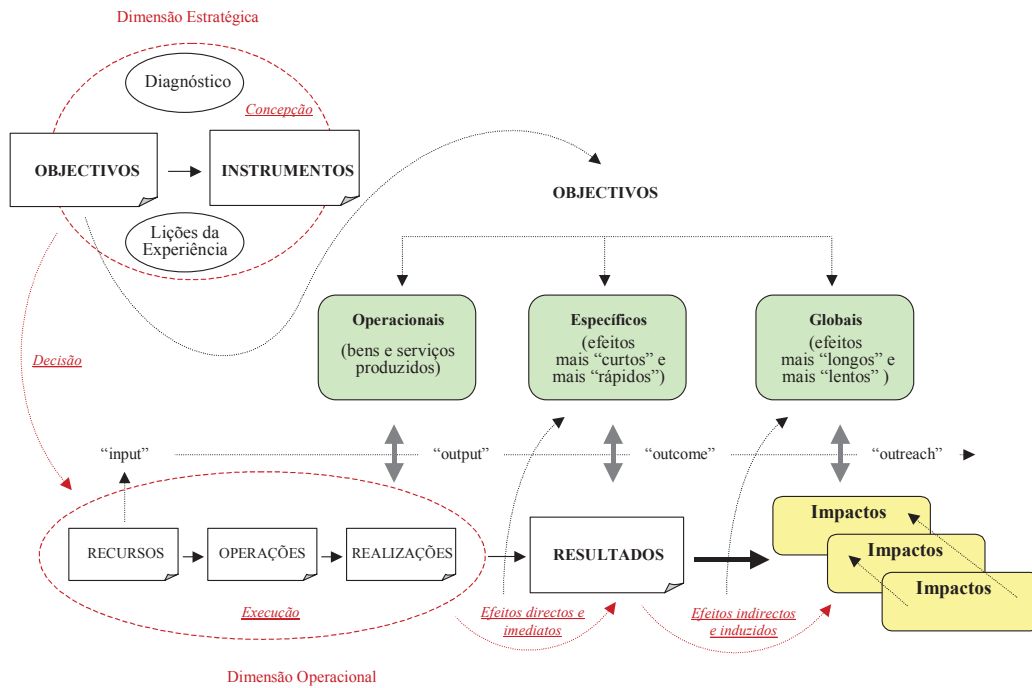 Dimensão Estratégica
Diagnóstico
Concepção
OBJECTIVOS
INSTRUMENTOS
Lições da
Experiência
OBJECTIVOS
Operacionais
(bens e serviços
produzidos)
Específicos
(efeitos
mais “curtos” e
mais “rápidos”)
Globais
(efeitos
mais “longos” e
mais “lentos” )
Decisão
“input”
“output”
“outcome”
“outreach”
RECURSOS
OPERAÇÕES
REALIZAÇÕES
RESULTADOS
Impactos
Impactos
Impactos
Execução
Efeitos directos e
imediatos
Efeitos indirectos
e induzidos
Dimensão Operacional